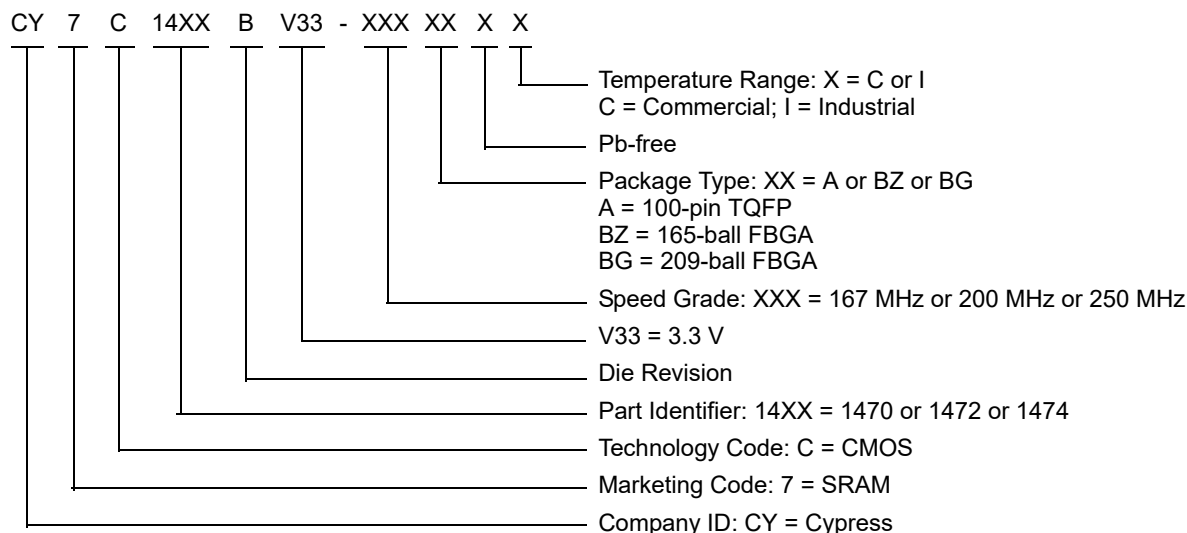 CY 7 C 14XX B V33 - XXX XX X X
Temperature Range: X = C or I
C = Commercial; I = Industrial
Pb-free
Package Type: XX = A or BZ or BG
A = 100-pin TQFP
BZ = 165-ball FBGA
BG = 209-ball FBGA
Speed Grade: XXX = 167 MHz or 200 MHz or 250 MHz
V33 = 3.3 V
Die Revision
Part Identifier: 14XX = 1470 or 1472 or 1474
Technology Code: C = CMOS
Marketing Code: 7 = SRAM
Company ID: CY = Cypress